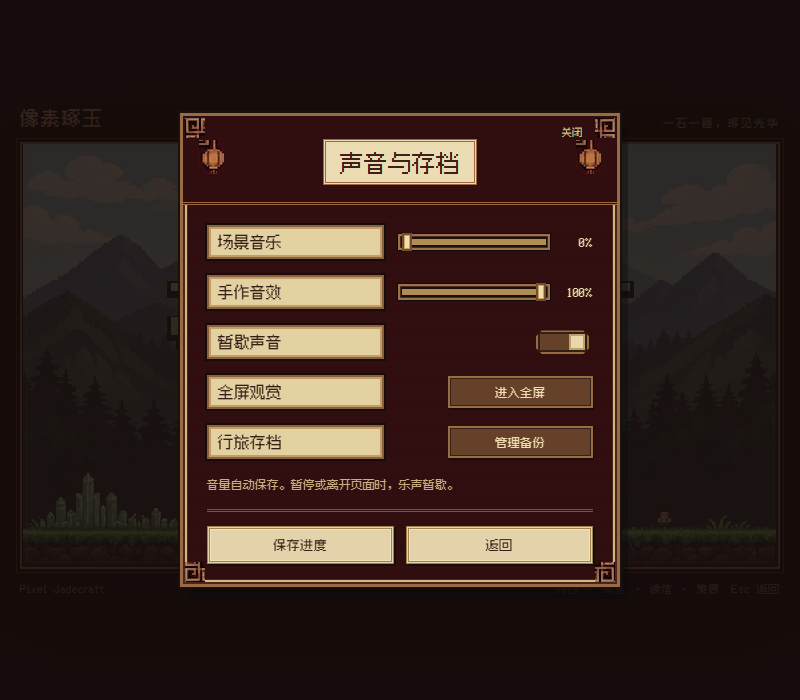 像素琢玉
一石一器，琢见光华
关闭
声音与存档
场景音乐
0%
手作音效
100%
暂歇声音
全屏观赏
进入全屏
行旅存档
管理备份
音量自动保存。暂停或离开页面时，乐声暂歇。
保存进度
返回
Pixel Jadecraft
Esc 返回